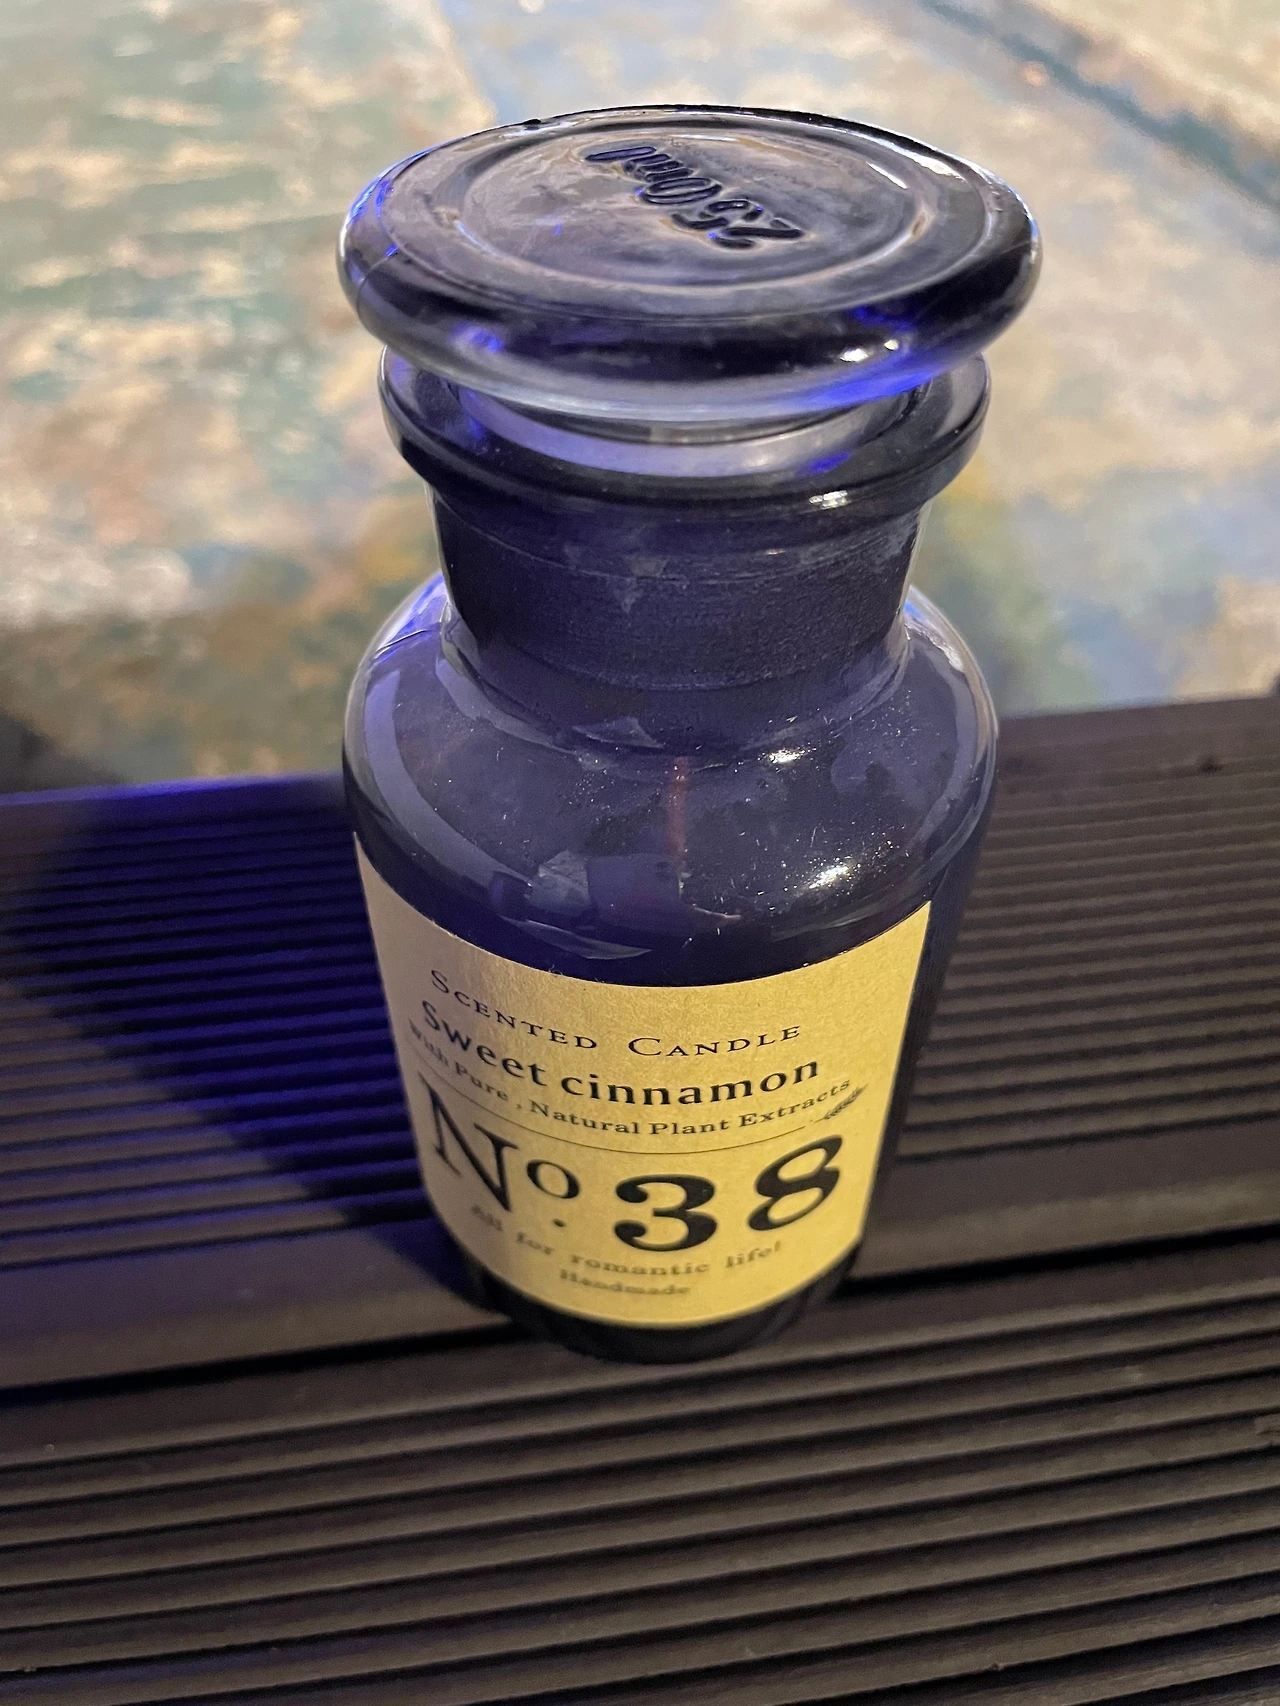 250ml
SCENTED CANDLE
Sweet cinnamon
With Pure , Natural Plant Extracts
No. 38
All for romantic life!
Handmade